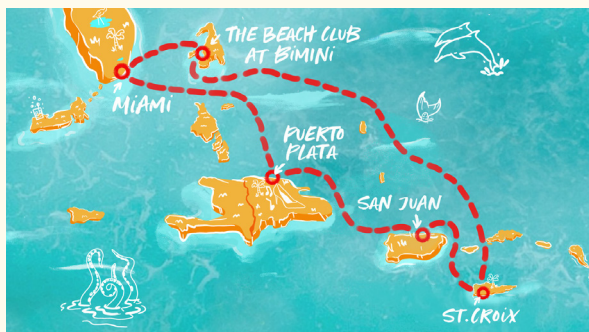 THE BEACH CLUB
AT BIMINI
MIAMI
PUERTO
PLATA
SAN JUAN
ST. CROIX